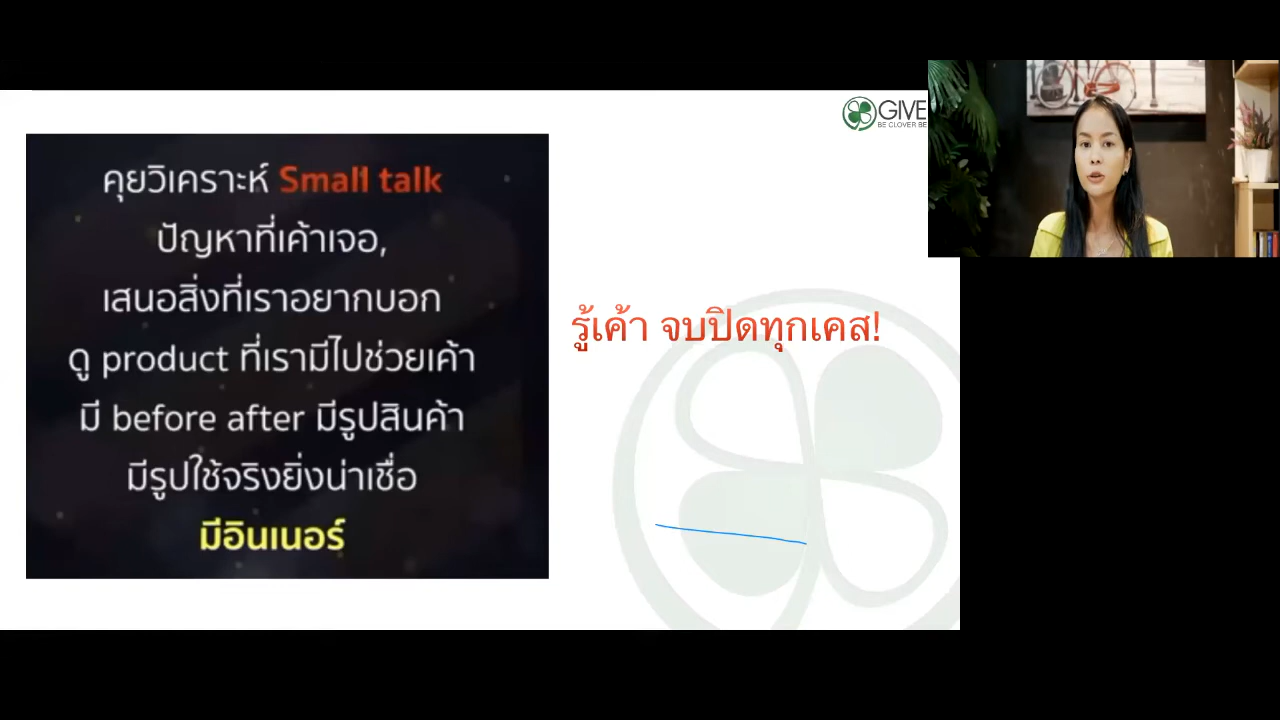 คุยวิเคราะห์ Small talk
ปัญหาที่เค้าเจอ,
เสนอสิ่งที่เราอยากบอก
ดู product ที่เรามีไปช่วยเค้า
มี before after มีรูปสินค้า
มีรูปใช้จริงยิ่งน่าเชื่อ
มีอินเนอร์
GIVE
BE CLOVER BE
รู้เค้า จบปิดทุกเคส!